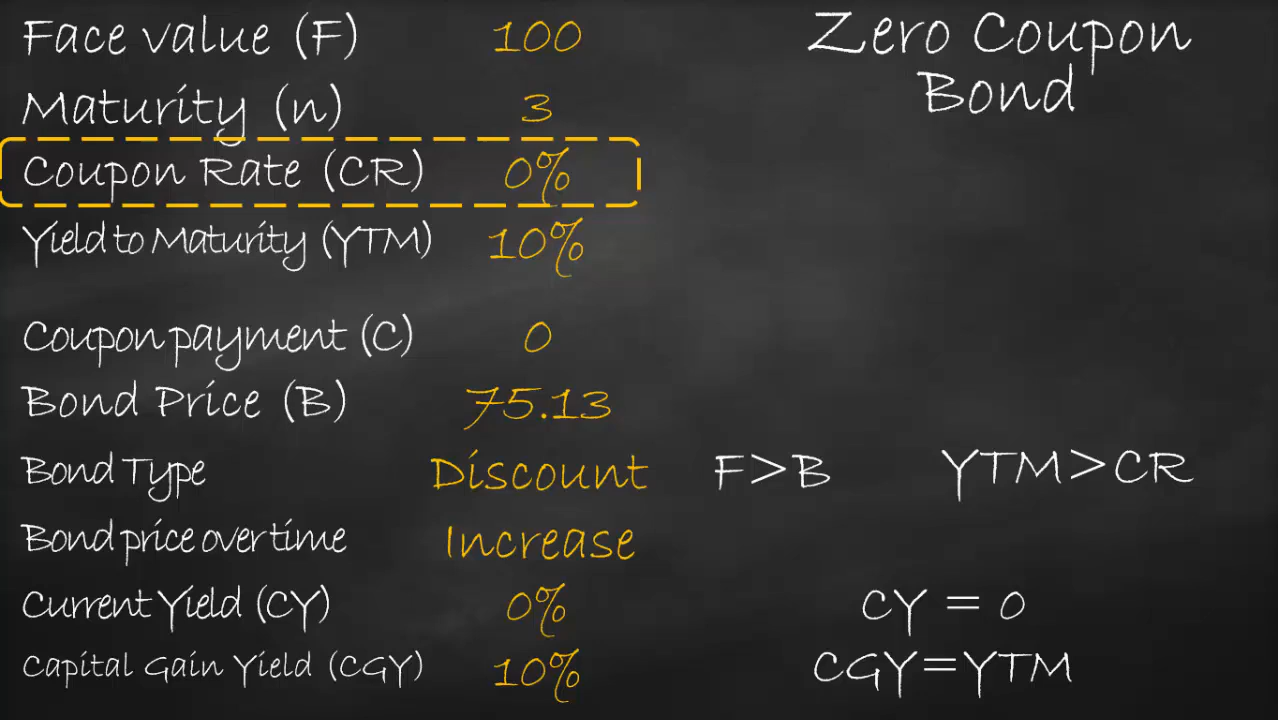 Zero Coupon
Bond
Face value (F) 100
Maturity (n) 3
Coupon Rate (CR) 0%
Yield to Maturity (YTM) 10%
Coupon payment (C) 0
Bond Price (B) 75.13
Bond Type Discount F>B YTM>CR
Bond price over time Increase
Current Yield (CY) 0% CY = 0
Capital Gain Yield (CGY) 10% CGY=YTM